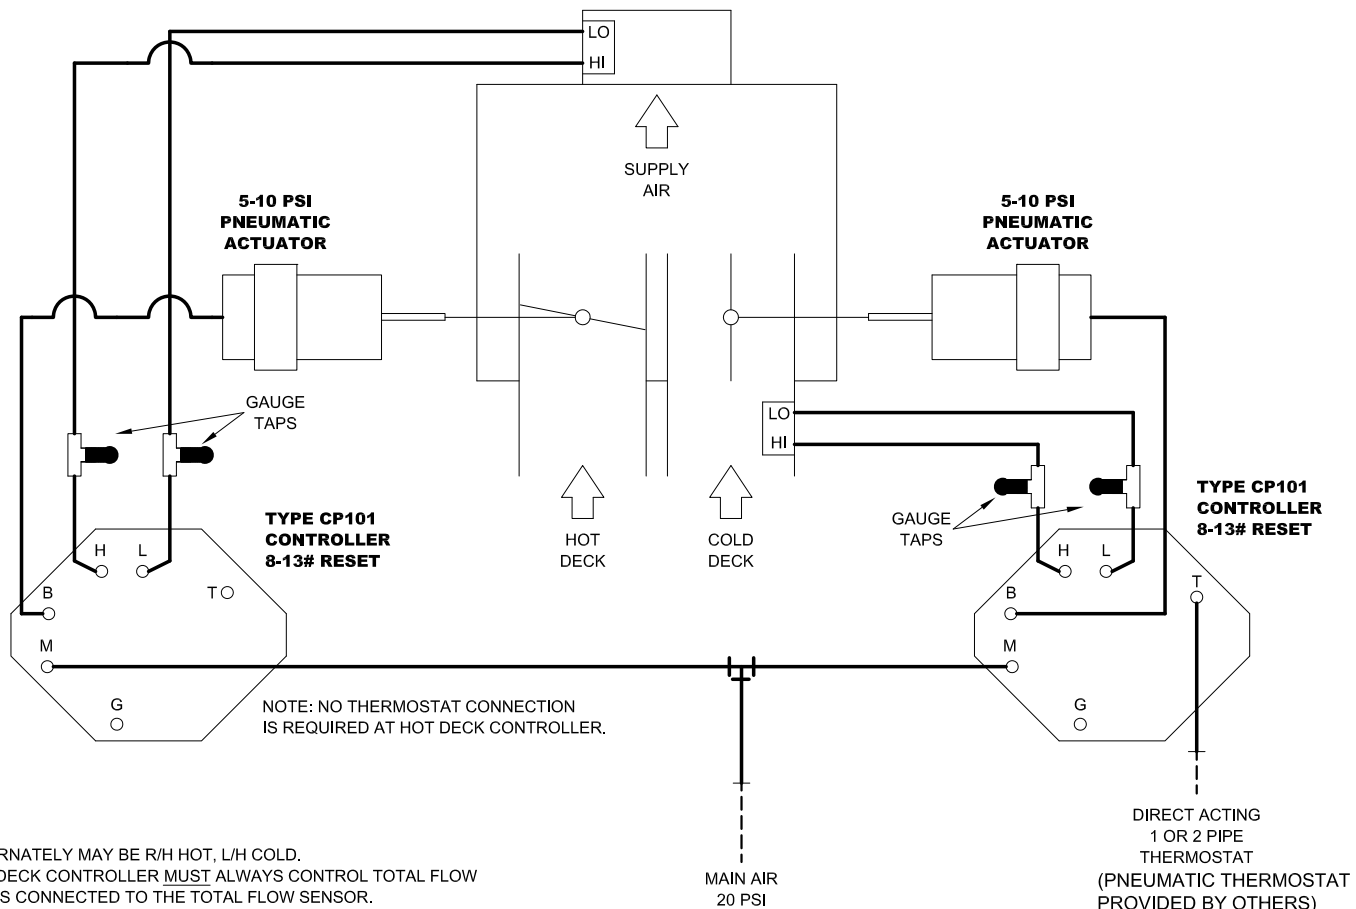 LO
HI
SUPPLY
AIR
5-10 PSI
PNEUMATIC
ACTUATOR
5-10 PSI
PNEUMATIC
ACTUATOR
GAUGE
TAPS
LO
HI
TYPE CP101
CONTROLLER
8-13# RESET
HOT
DECK
COLD
DECK
GAUGE
TAPS
TYPE CP101
CONTROLLER
8-13# RESET
H L
T
B
M
G
H L
T
B
M
G
NOTE: NO THERMOSTAT CONNECTION
IS REQUIRED AT HOT DECK CONTROLLER.
RNATELY MAY BE R/H HOT, L/H COLD.
DECK CONTROLLER MUST ALWAYS CONTROL TOTAL FLOW
S CONNECTED TO THE TOTAL FLOW SENSOR.
MAIN AIR
20 PSI
DIRECT ACTING
1 OR 2 PIPE
THERMOSTAT
(PNEUMATIC THERMOSTAT
PROVIDED BY OTHERS)